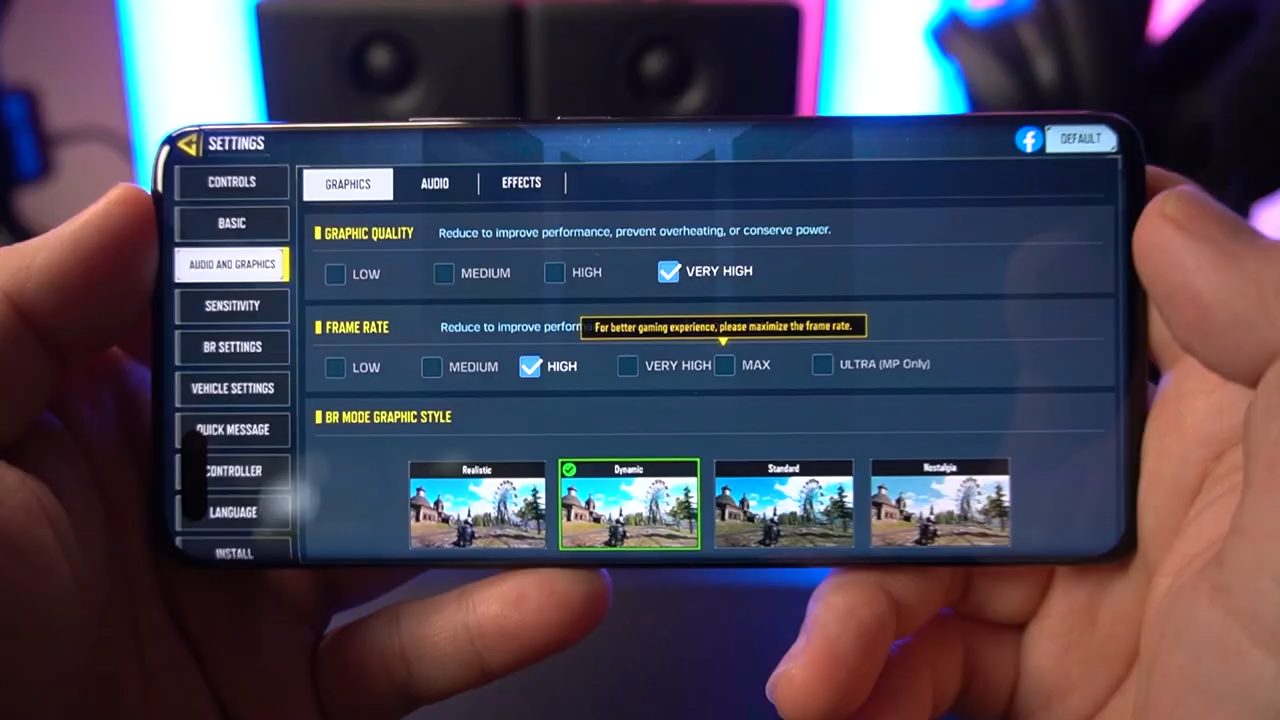 SETTINGS
DEFAULT
CONTROLS
BASIC
AUDIO AND GRAPHICS
SENSITIVITY
BR SETTINGS
VEHICLE SETTINGS
QUICK MESSAGE
CONTROLLER
LANGUAGE
INSTALL
GRAPHICS
AUDIO
EFFECTS
GRAPHIC QUALITY Reduce to improve performance, prevent overheating, or conserve power.
LOW MEDIUM HIGH VERY HIGH
FRAME RATE Reduce to improve perform
For better gaming experience, please maximize the frame rate.
LOW MEDIUM HIGH VERY HIGH MAX ULTRA (MP Only)
BR MODE GRAPHIC STYLE
Realistic Dynamic Standard Nostalgia